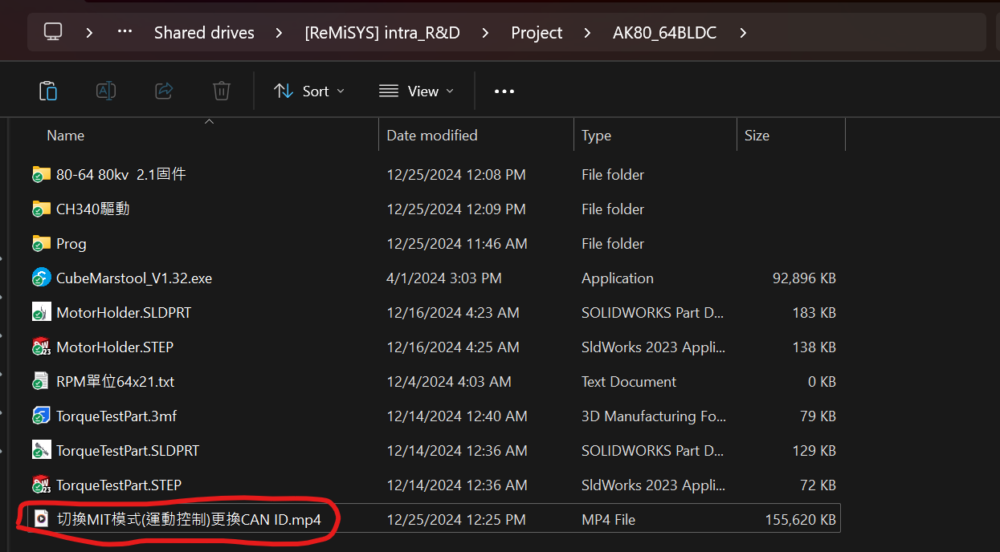 Shared drives > [ReMiSYS] intra_R&D > Project > AK80_64BLDC >
Sort View
Name Date modified Type Size
80-64 80kv  2.1固件 12/25/2024 12:08 PM File folder
CH340驅動 12/25/2024 12:09 PM File folder
Prog 12/25/2024 11:46 AM File folder
CubeMarstool_V1.32.exe 4/1/2024 3:03 PM Application 92,896 KB
MotorHolder.SLDPRT 12/16/2024 4:23 AM SOLIDWORKS Part D... 183 KB
MotorHolder.STEP 12/16/2024 4:25 AM SldWorks 2023 Appli... 138 KB
RPM單位64x21.txt 12/4/2024 4:03 AM Text Document 0 KB
TorqueTestPart.3mf 12/14/2024 12:40 AM 3D Manufacturing Fo... 79 KB
TorqueTestPart.SLDPRT 12/14/2024 12:36 AM SOLIDWORKS Part D... 129 KB
TorqueTestPart.STEP 12/14/2024 12:36 AM SldWorks 2023 Appli... 72 KB
切換MIT模式(運動控制)更換CAN ID.mp4 12/25/2024 12:25 PM MP4 File 155,620 KB